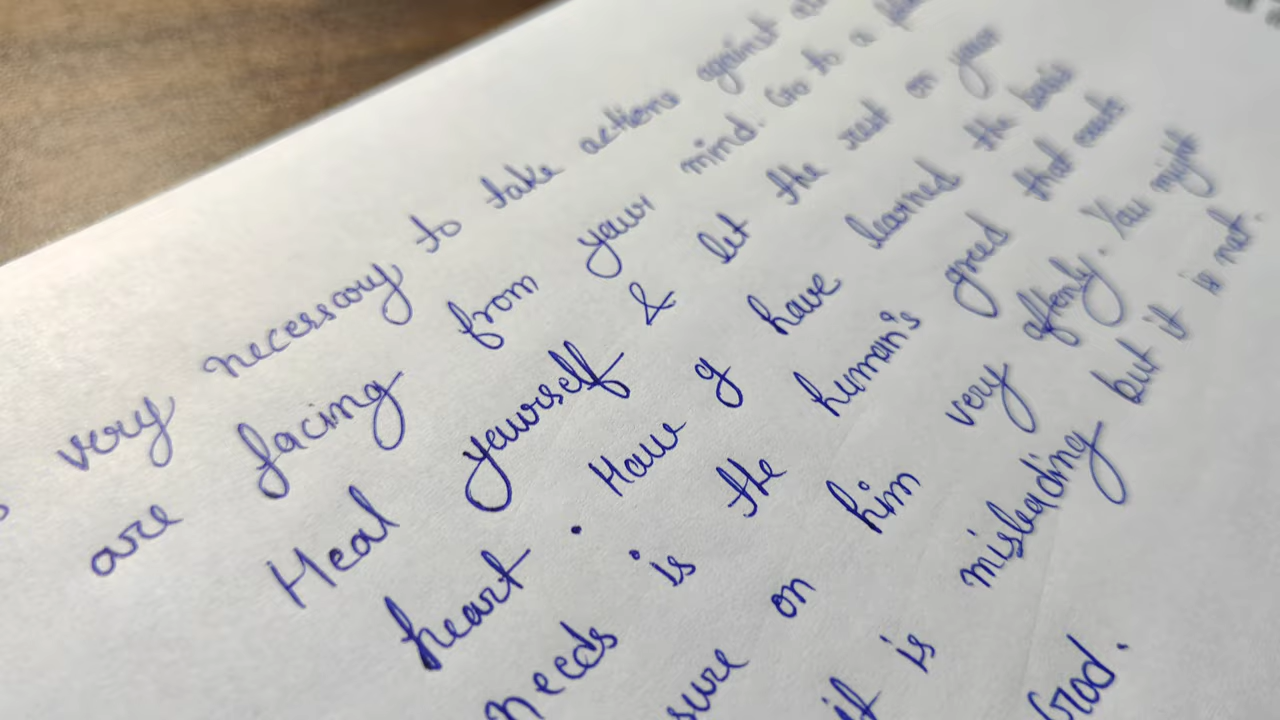 very necessary to take actions against
are facing from your mind. Go to a
Heal yourself & let the rest on your
heart. How y have learned the basic
needs is the human's greed that
sure on him very oftenly. You might
it is misleading but it is not.
God.